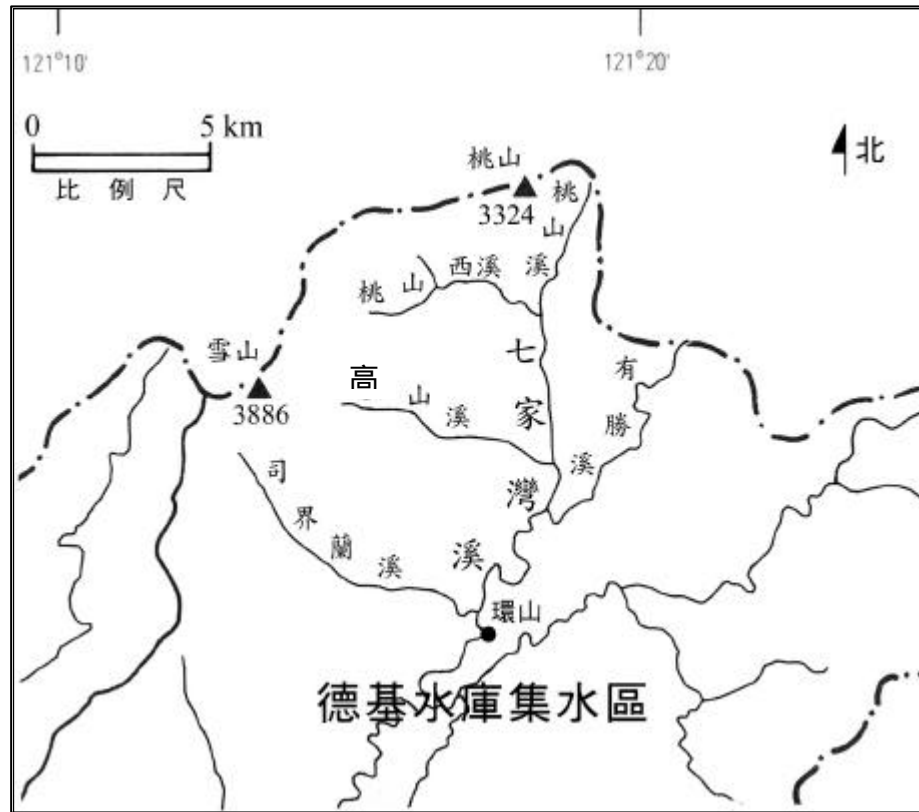 121°10'
121°20'
0 5 km
比例尺
北
桃山
3324
桃山溪
桃山西溪
雪山
3886
高山溪
七家灣溪
有勝溪
司界蘭溪
環山
德基水庫集水區